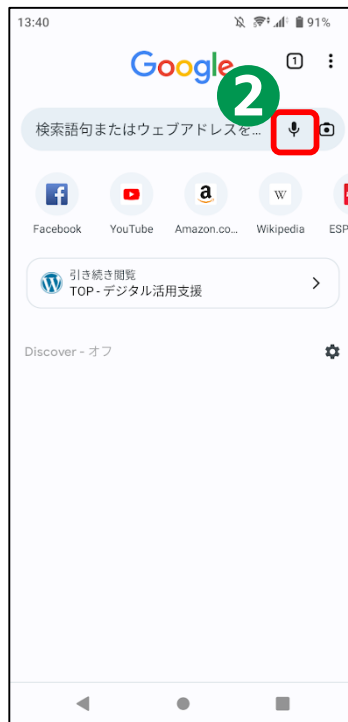 13:40 91%
Google 1
2
検索語句またはウェブアドレスを...
Facebook YouTube Amazon.co... Wikipedia ESP
引き続き閲覧
TOP - デジタル活用支援
Discover - オフ